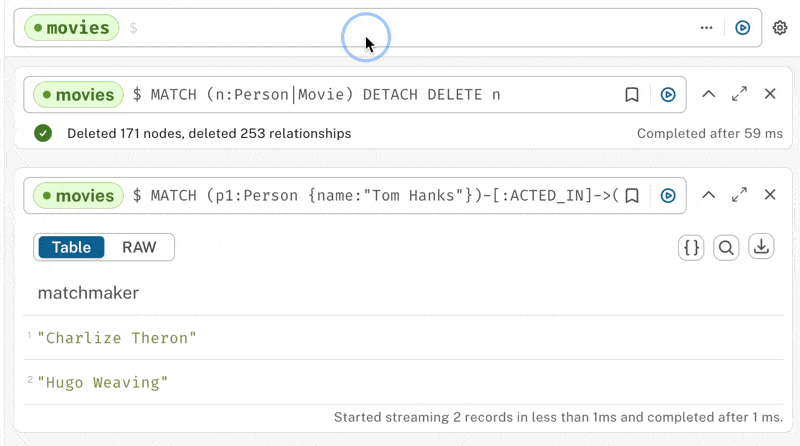 movies $
movies $ MATCH (n:Person|Movie) DETACH DELETE n
Deleted 171 nodes, deleted 253 relationships Completed after 59 ms
movies $ MATCH (p1:Person {name:"Tom Hanks"})-[:ACTED_IN]->(
Table RAW { }
matchmaker
1 "Charlize Theron"
2 "Hugo Weaving"
Started streaming 2 records in less than 1ms and completed after 1 ms.